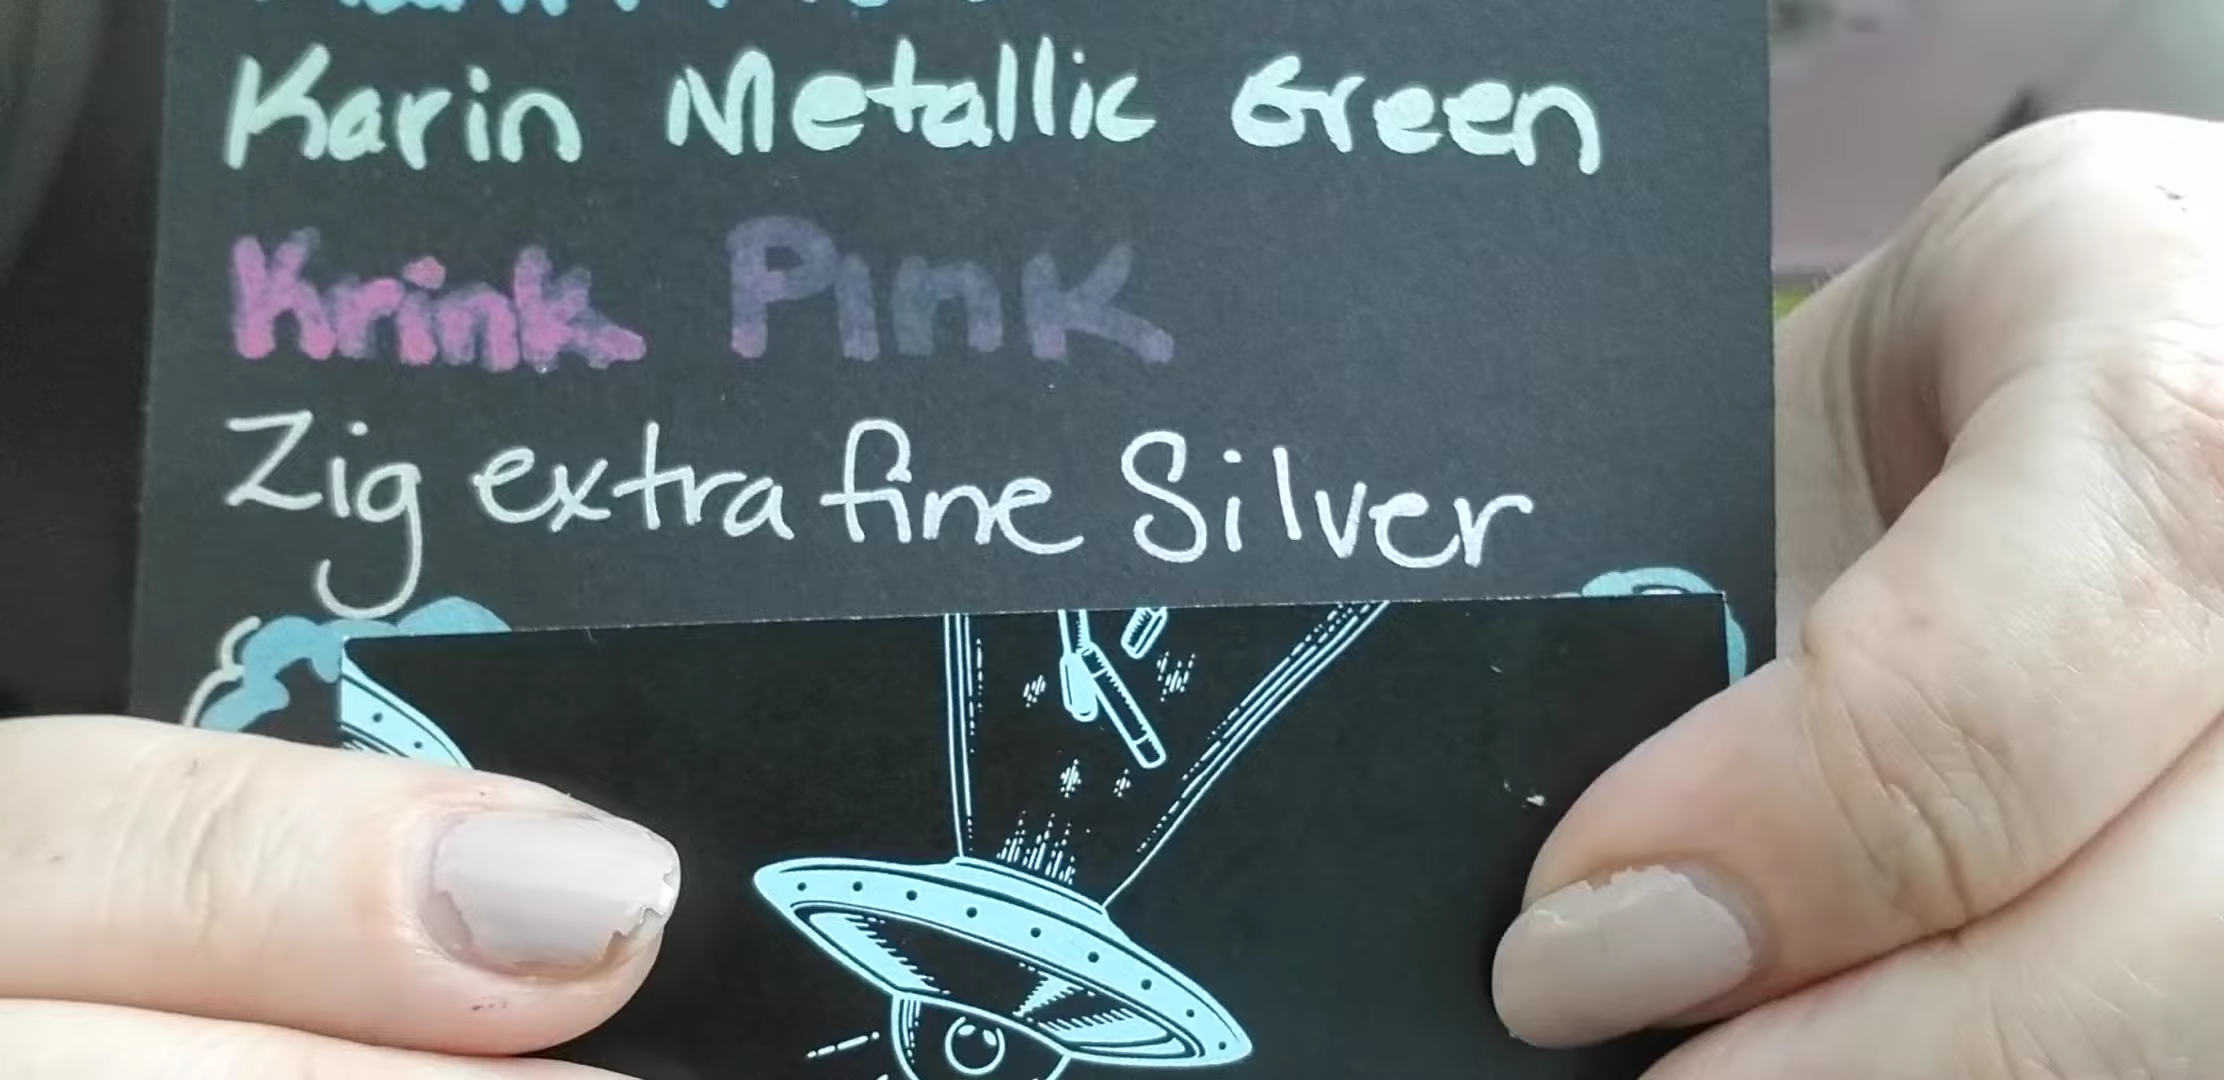 Karin Metallic Green
Krink Pink
Zig extra fine Silver